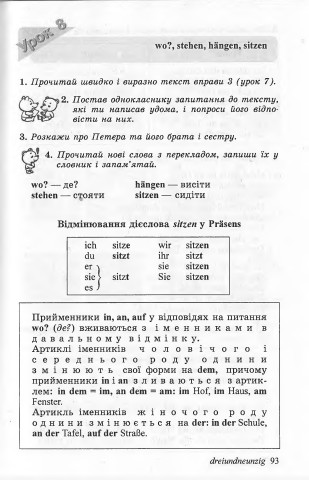 Урок 8
wo?, stehen, hängen, sitzen
1. Прочитай швидко і виразно текст вправи 3 (урок 7).
2. Постав однокласнику запитання до тексту,
які ти написав удома, і попроси його відпо-
вісти на них.
3. Розкажи про Петера та його брата і сестру.
4. Прочитай нові слова з перекладом, запиши їх у
словник і запам'ятай.
wo? — де? hängen — висіти
stehen — стояти sitzen — сидіти
Відмінювання дієслова sitzen у Präsens
ich sitze wir sitzen
du sitzt ihr sitzt
er sie sitzen
sie sitzt Sie sitzen
es
Прийменники in, an, auf у відповідях на питання
wo? (де?) вживаються з іменниками в
давальному відмінку.
Артиклі іменників чоловічого і
середнього роду однини
змінюють свої форми на dem, причому
прийменники in і an зливаються з артик-
лем: in dem = im, an dem = am: im Hof, im Haus, am
Fenster.
Артикль іменників жіночого роду
однини змінюється на der: in der Schule,
an der Tafel, auf der Straße.
dreiundneunzig 93